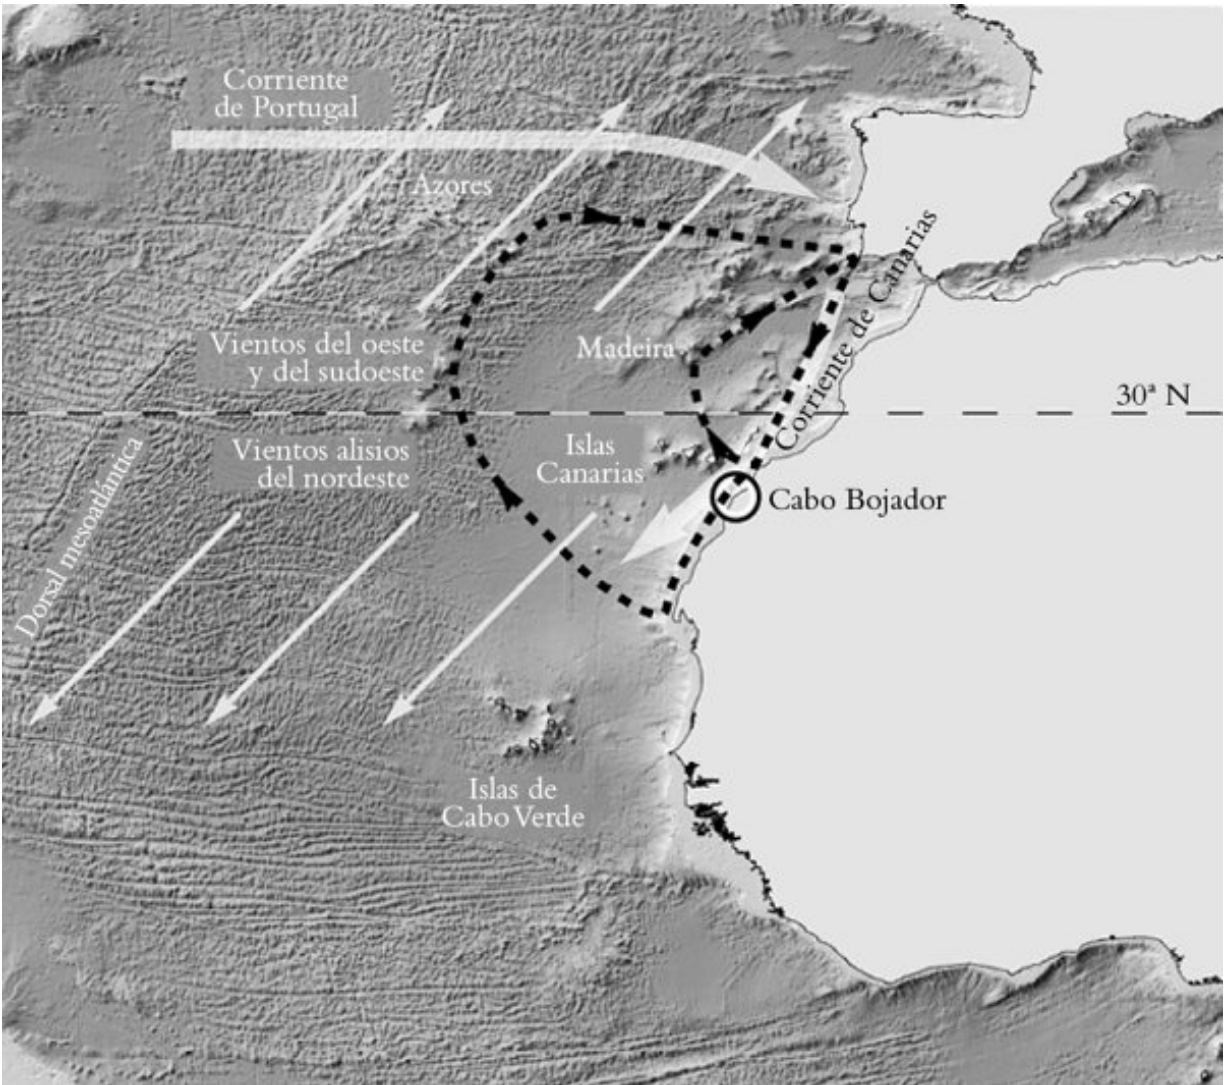 Corriente
de Portugal
Azores
Corriente de Canarias
Vientos del oeste
y del sudoeste
Madeira
30ª N
Vientos alisios
del nordeste
Islas
Canarias
Cabo Bojador
Dorsal mesoatlántica
Islas de
Cabo Verde